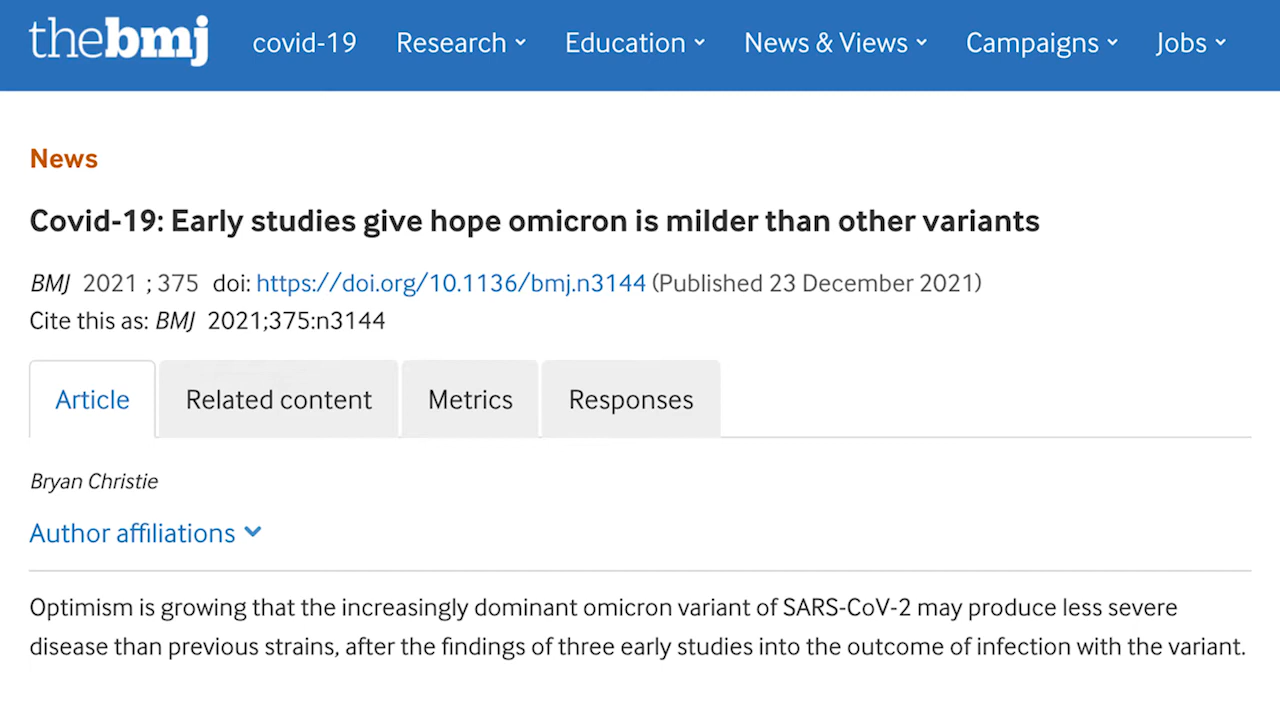 thebmj covid-19 Research Education News & Views Campaigns Jobs
News
Covid-19: Early studies give hope omicron is milder than other variants
BMJ 2021 ; 375 doi: https://doi.org/10.1136/bmj.n3144 (Published 23 December 2021)
Cite this as: BMJ 2021;375:n3144
Article Related content Metrics Responses
Bryan Christie
Author affiliations
Optimism is growing that the increasingly dominant omicron variant of SARS-CoV-2 may produce less severe
disease than previous strains, after the findings of three early studies into the outcome of infection with the variant.